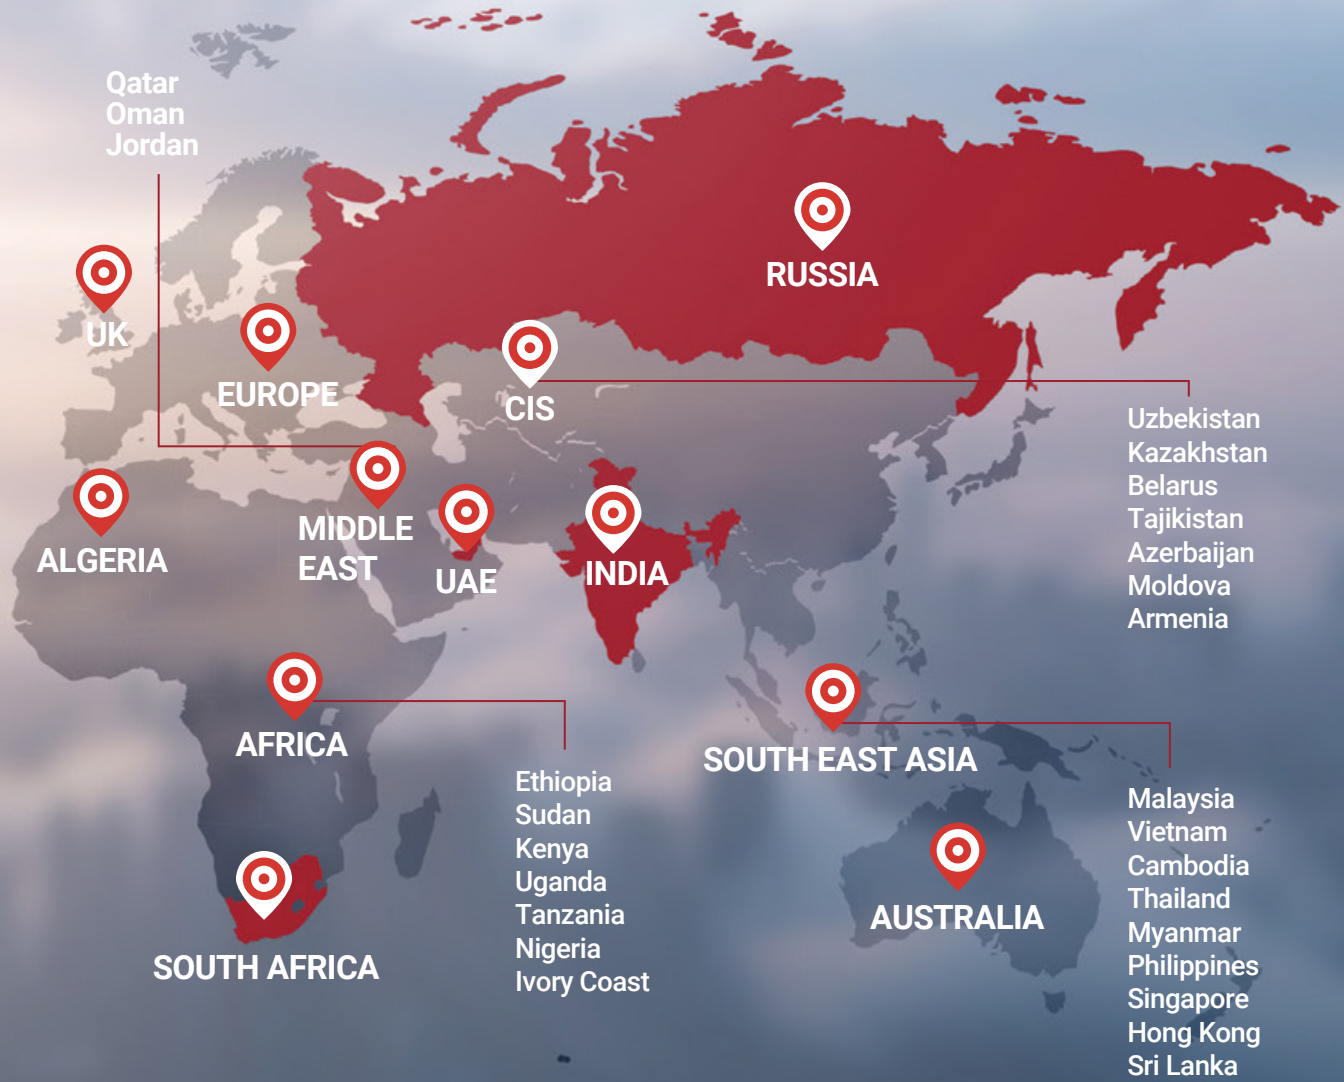 Qatar
Oman
Jordan
RUSSIA
UK
EUROPE
CIS
Uzbekistan
Kazakhstan
Belarus
Tajikistan
Azerbaijan
Moldova
Armenia
ALGERIA
MIDDLE
EAST
UAE
INDIA
AFRICA
Ethiopia
Sudan
Kenya
Uganda
Tanzania
Nigeria
Ivory Coast
SOUTH EAST ASIA
Malaysia
Vietnam
Cambodia
Thailand
Myanmar
Philippines
Singapore
Hong Kong
Sri Lanka
AUSTRALIA
SOUTH AFRICA